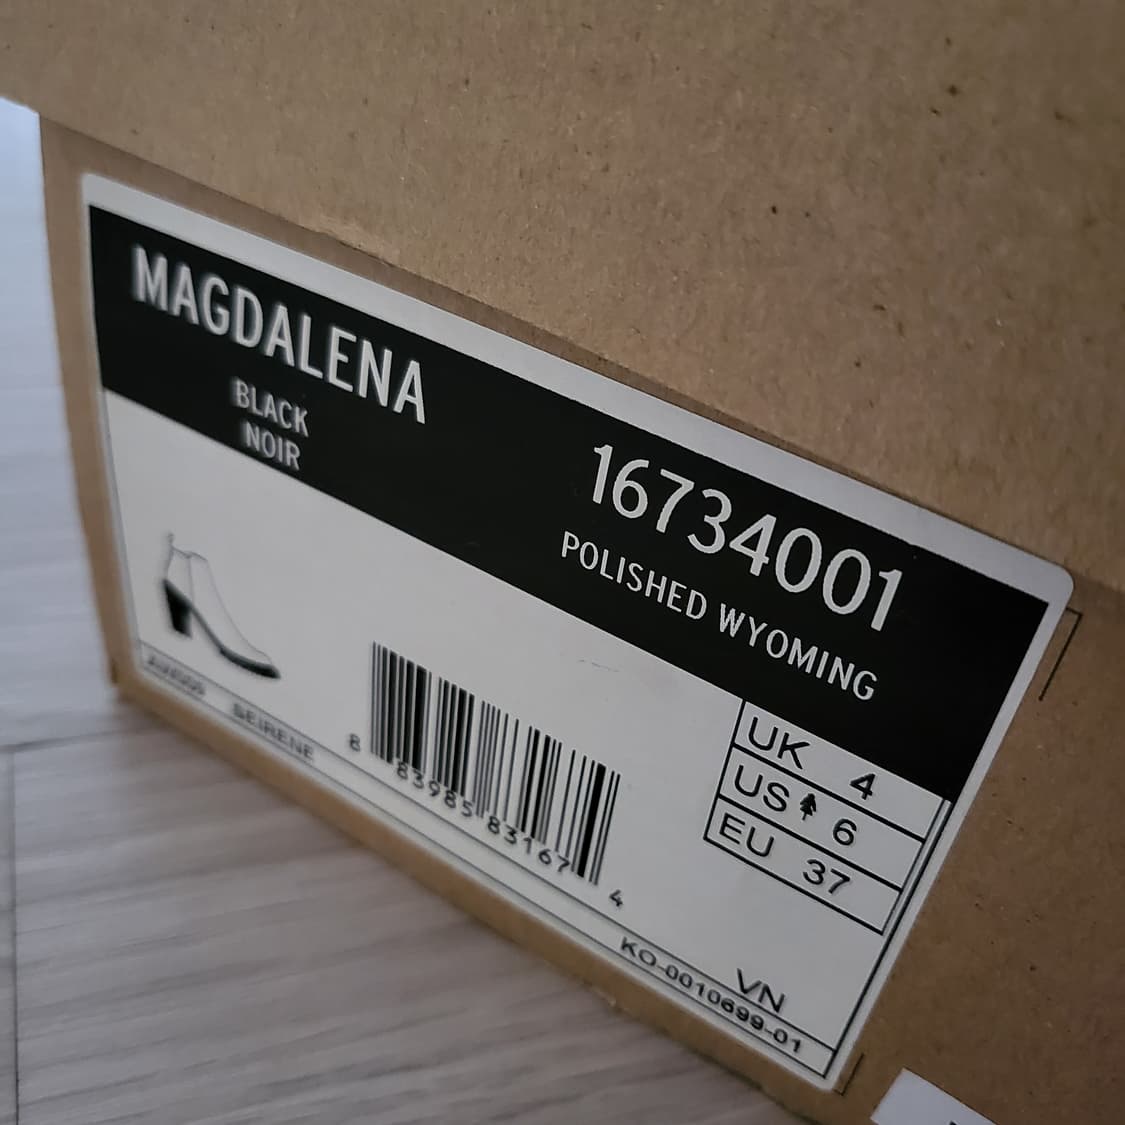 MAGDALENA
BLACK
NOIR
16734001
POLISHED WYOMING
UK 4
US 6
EU 37
SEIRENE
8 83985 83167 4
VN
KO-0010699-01